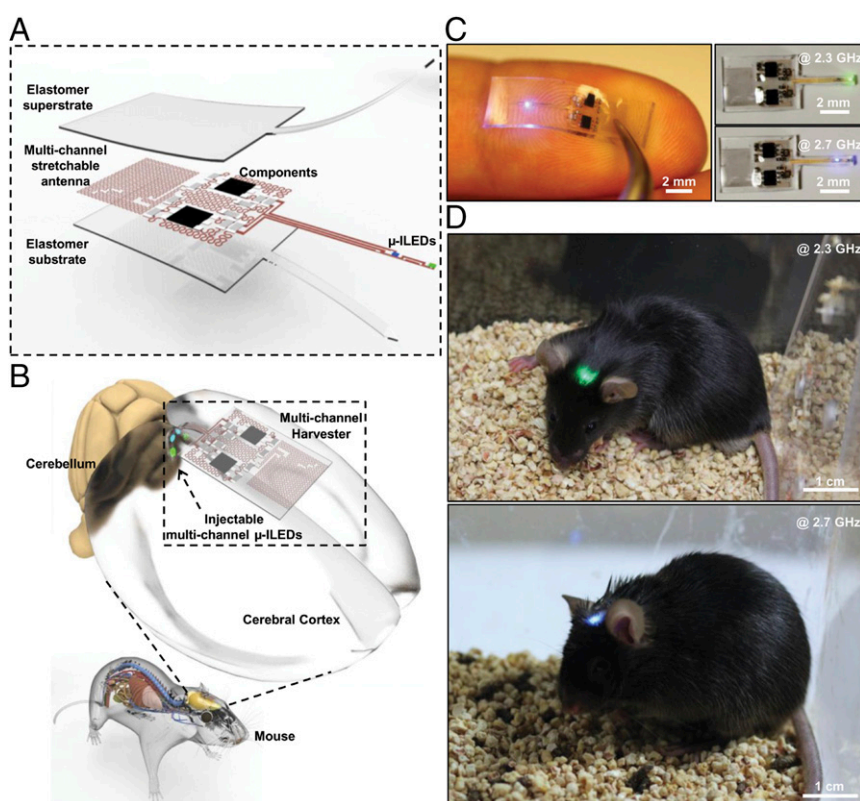 A
Elastomer
superstrate
Multi-channel
stretchable
antenna
Components
μ-ILEDs
Elastomer
substrate
B
Multi-channel
Harvester
Cerebellum
Injectable
multi-channel μ-ILEDs
Cerebral Cortex
Mouse
C
2 mm
@ 2.3 GHz
2 mm
@ 2.7 GHz
2 mm
D
@ 2.3 GHz
1 cm
@ 2.7 GHz
1 cm